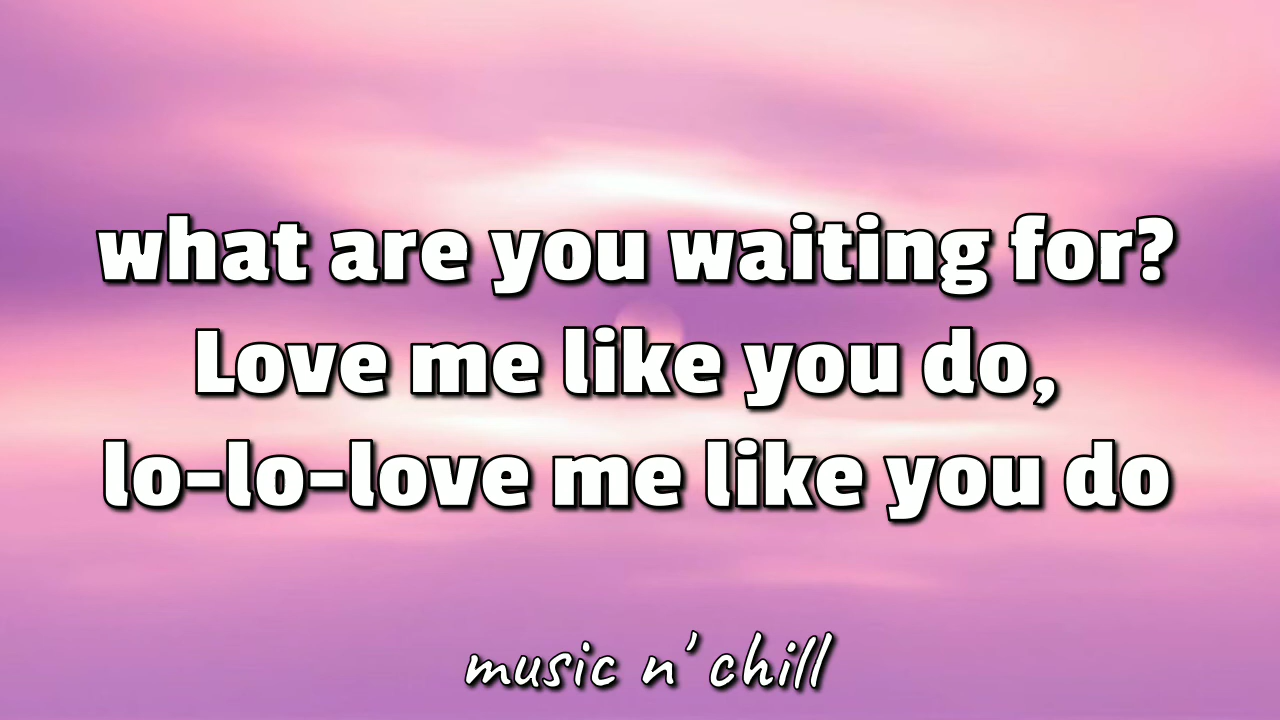 what are you waiting for?
Love me like you do,
lo-lo-love me like you do
music n' chill